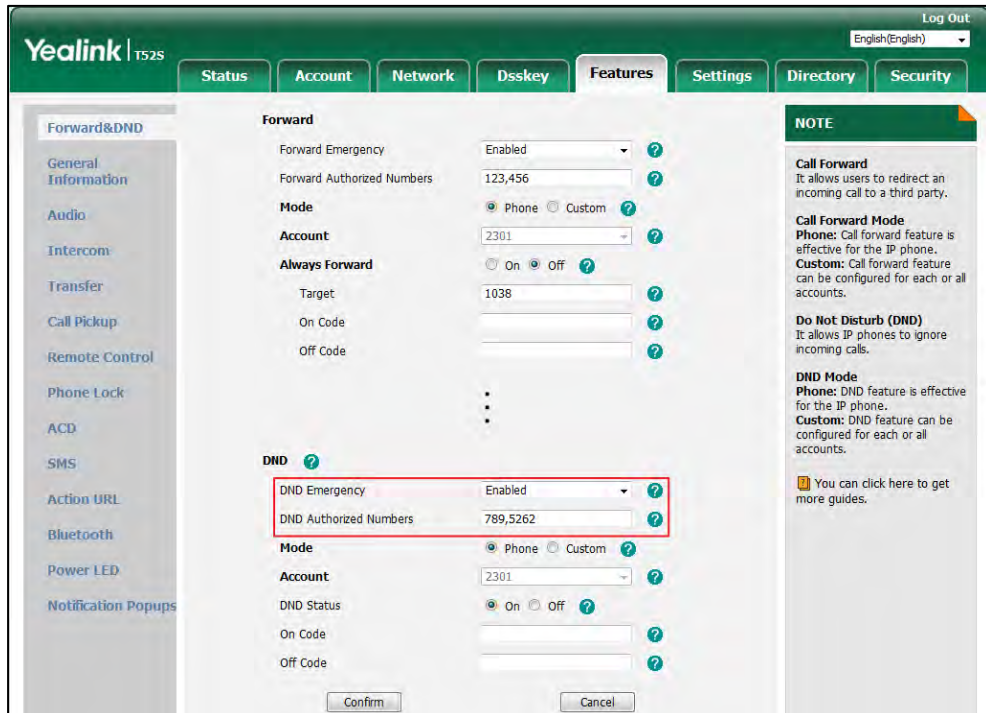 Log Out
Yealink | T52S
English(English)
Status
Account
Network
Dsskey
Features
Settings
Directory
Security
Forward&DND
General
Information
Audio
Intercom
Transfer
Call Pickup
Remote Control
Phone Lock
ACD
SMS
Action URL
Bluetooth
Power LED
Notification Popups
Forward
Forward Emergency Enabled ?
Forward Authorized Numbers 123,456 ?
Mode Phone Custom ?
Account 2301 ?
Always Forward On Off ?
Target 1038 ?
On Code ?
Off Code ?
DND ?
DND Emergency Enabled ?
DND Authorized Numbers 789,5262 ?
Mode Phone Custom ?
Account 2301 ?
DND Status On Off ?
On Code ?
Off Code ?
Confirm Cancel
NOTE
Call Forward
It allows users to redirect an
incoming call to a third party.
Call Forward Mode
Phone: Call forward feature is
effective for the IP phone.
Custom: Call forward feature
can be configured for each or all
accounts.
Do Not Disturb (DND)
It allows IP phones to ignore
incoming calls.
DND Mode
Phone: DND feature is effective
for the IP phone.
Custom: DND feature can be
configured for each or all
accounts.
? You can click here to get
more guides.